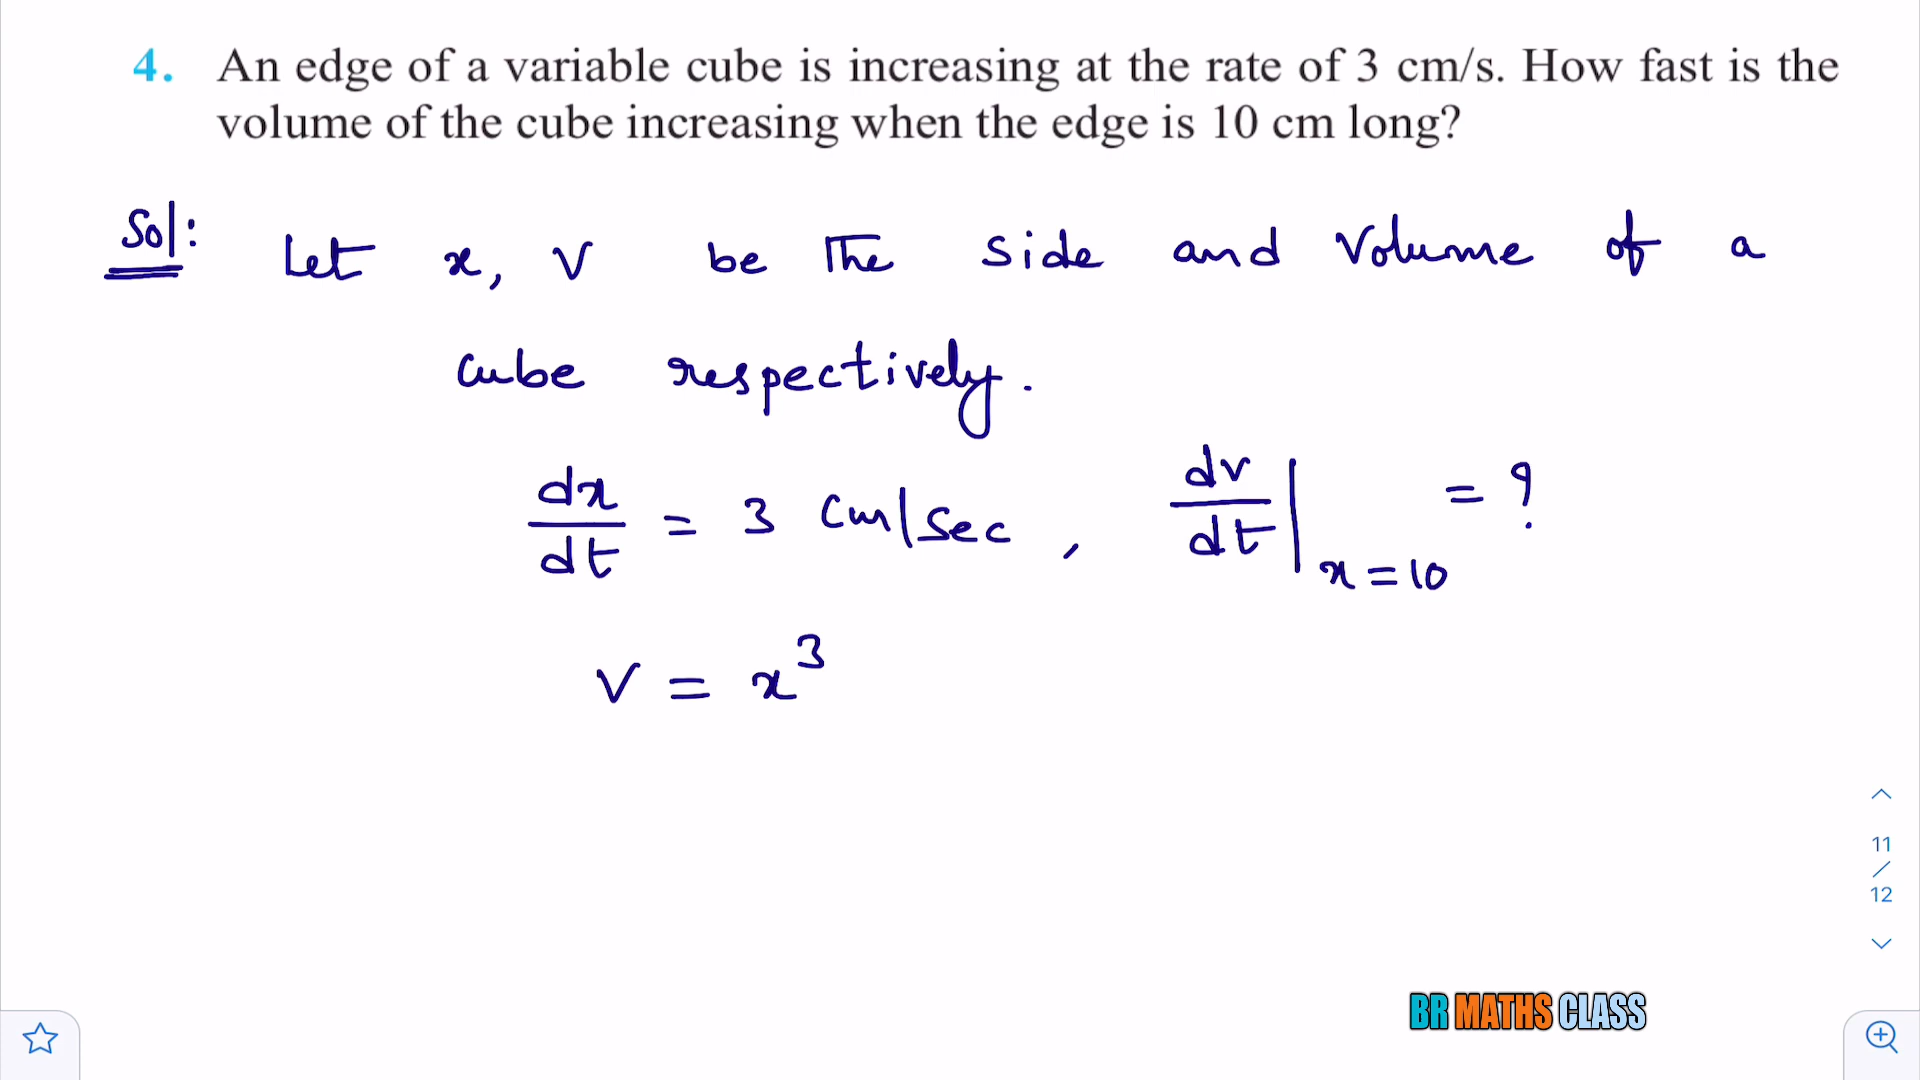 4. An edge of a variable cube is increasing at the rate of 3 cm/s. How fast is the
volume of the cube increasing when the edge is 10 cm long?
Sol: Let x, v be the side and volume of a
cube respectively.
dx/dt = 3 cm/sec, dv/dt |x=10 = ?
v = x³
11
/
12
BR MATHS CLASS